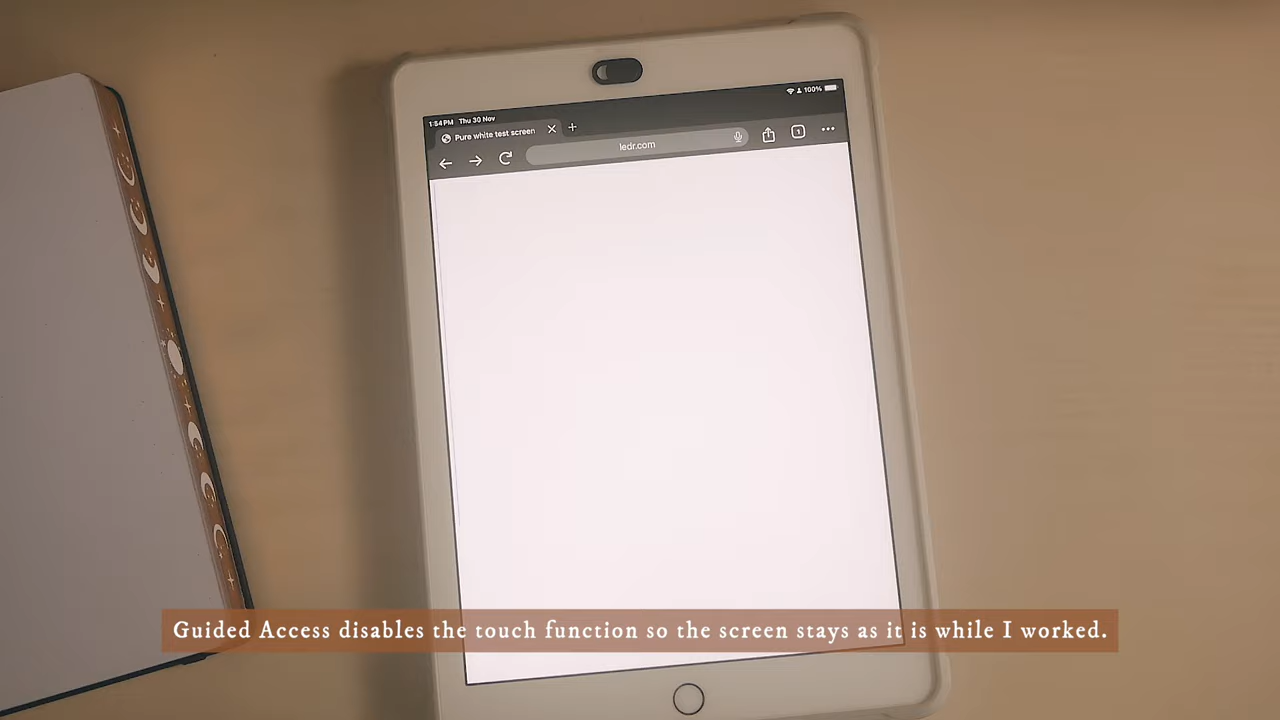 1:54 PM Thu 30 Nov
100%
Pure white test screen
ledr.com
1
Guided Access disables the touch function so the screen stays as it is while I worked.